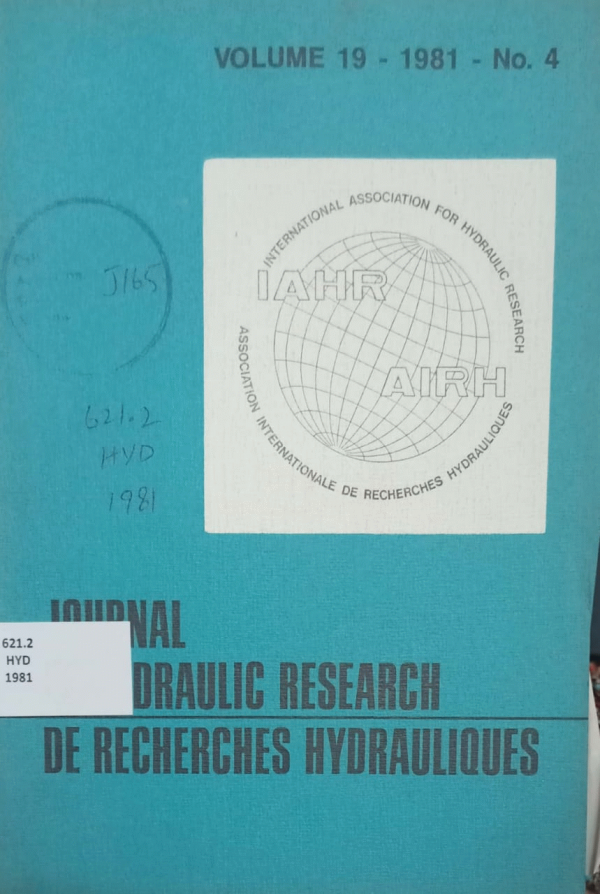 VOLUME 19 - 1981 - No. 4
INTERNATIONAL ASSOCIATION FOR HYDRAULIC RESEARCH
IAHR
AIRH
ASSOCIATION INTERNATIONALE DE RECHERCHES HYDRAULIQUES
J165
621.2
HYD
1981
JOURNAL
DRAULIC RESEARCH
DE RECHERCHES HYDRAULIQUES
621.2
HYD
1981